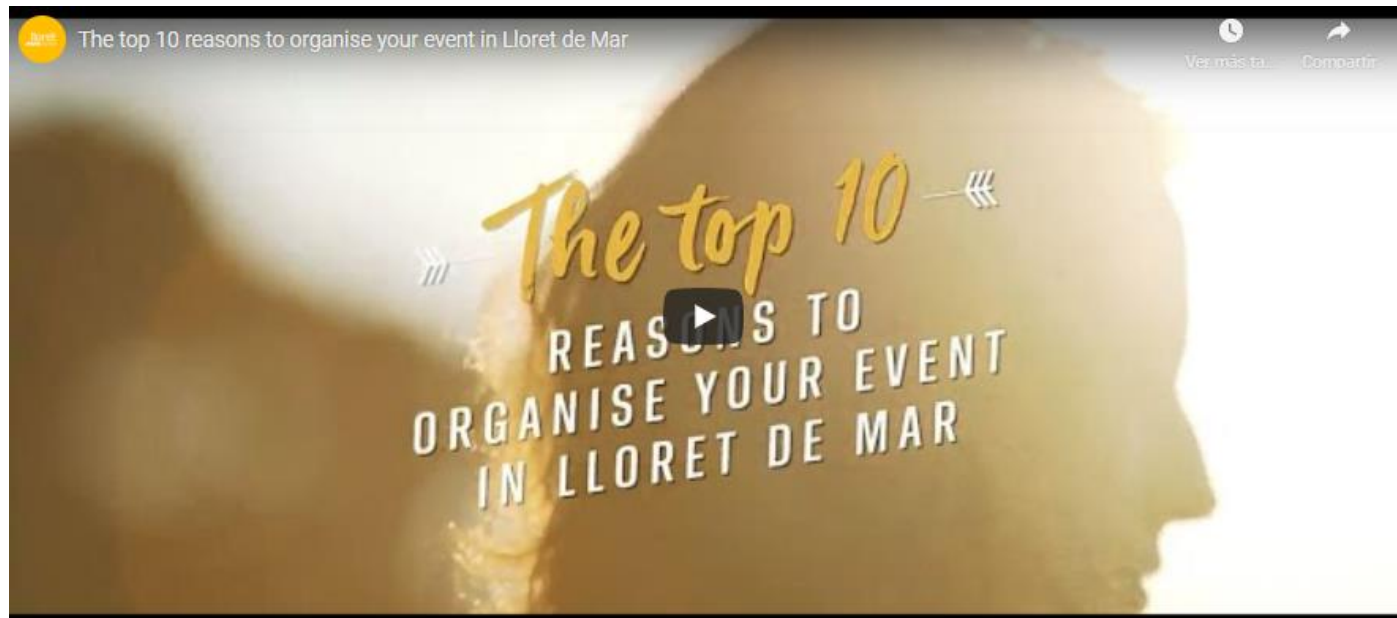 lloret
The top 10 reasons to organise your event in Lloret de Mar
Ver más ta...
Compartir
The top 10
REASONS TO
ORGANISE YOUR EVENT
IN LLORET DE MAR